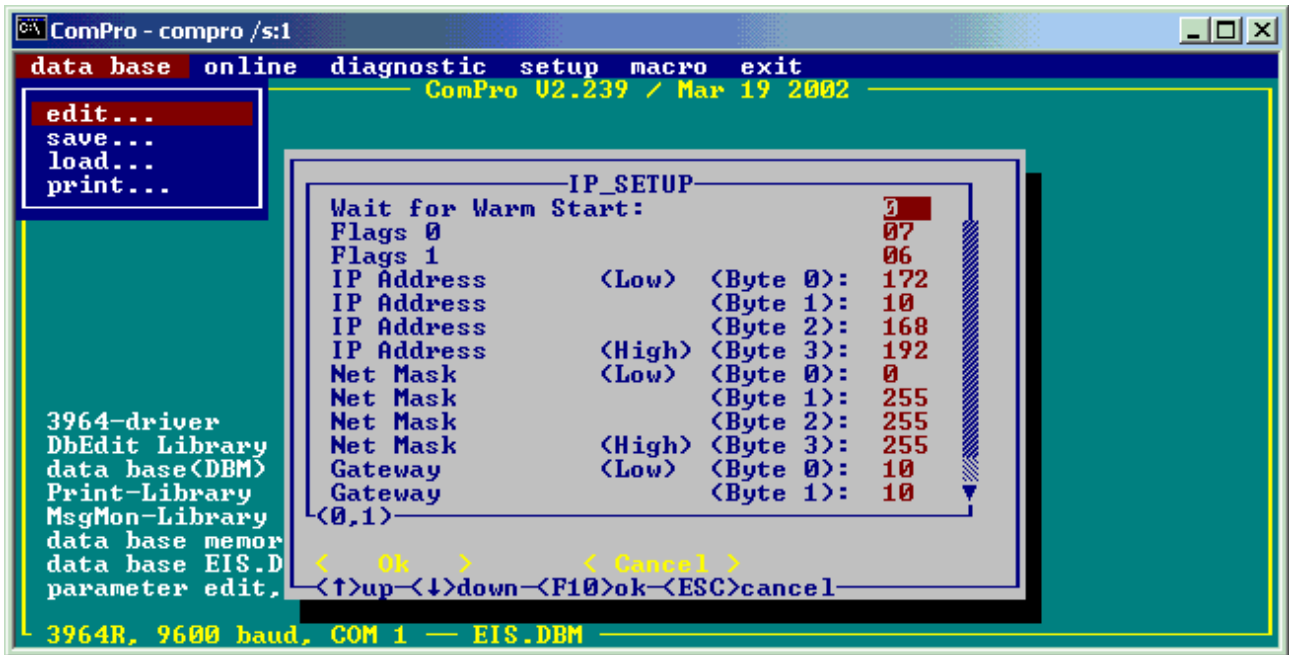 ComPro - compro /s:1
data base online diagnostic setup macro exit
ComPro V2.239 / Mar 19 2002
edit...
save...
load...
print...
IP_SETUP
Wait for Warm Start: 0
Flags 0 07
Flags 1 06
IP Address (Low) (Byte 0): 172
IP Address (Byte 1): 10
IP Address (Byte 2): 168
IP Address (High) (Byte 3): 192
Net Mask (Low) (Byte 0): 0
Net Mask (Byte 1): 255
Net Mask (Byte 2): 255
Net Mask (High) (Byte 3): 255
Gateway (Low) (Byte 0): 10
Gateway (Byte 1): 10
(0,1)
< Ok > < Cancel >
<↑>up-<↓>down-<F10>ok-<ESC>cancel
3964-driver
DbEdit Library
data base(DBM)
Print-Library
MsgMon-Library
data base memor
data base EIS.D
parameter edit,
3964R, 9600 baud, COM 1 — EIS.DBM